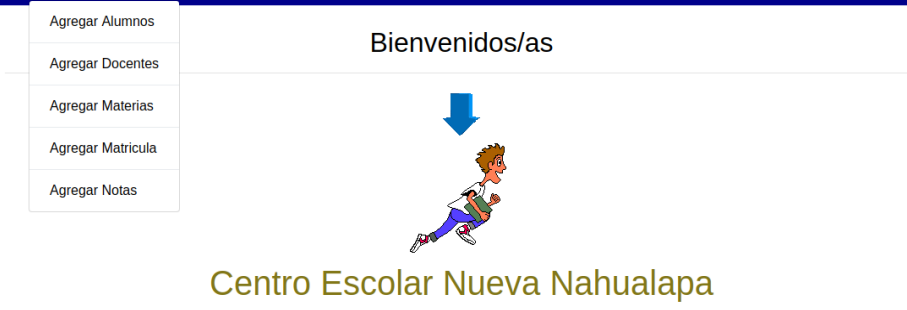 Agregar Alumnos
Agregar Docentes
Agregar Materias
Agregar Matricula
Agregar Notas
Bienvenidos/as
Centro Escolar Nueva Nahualapa